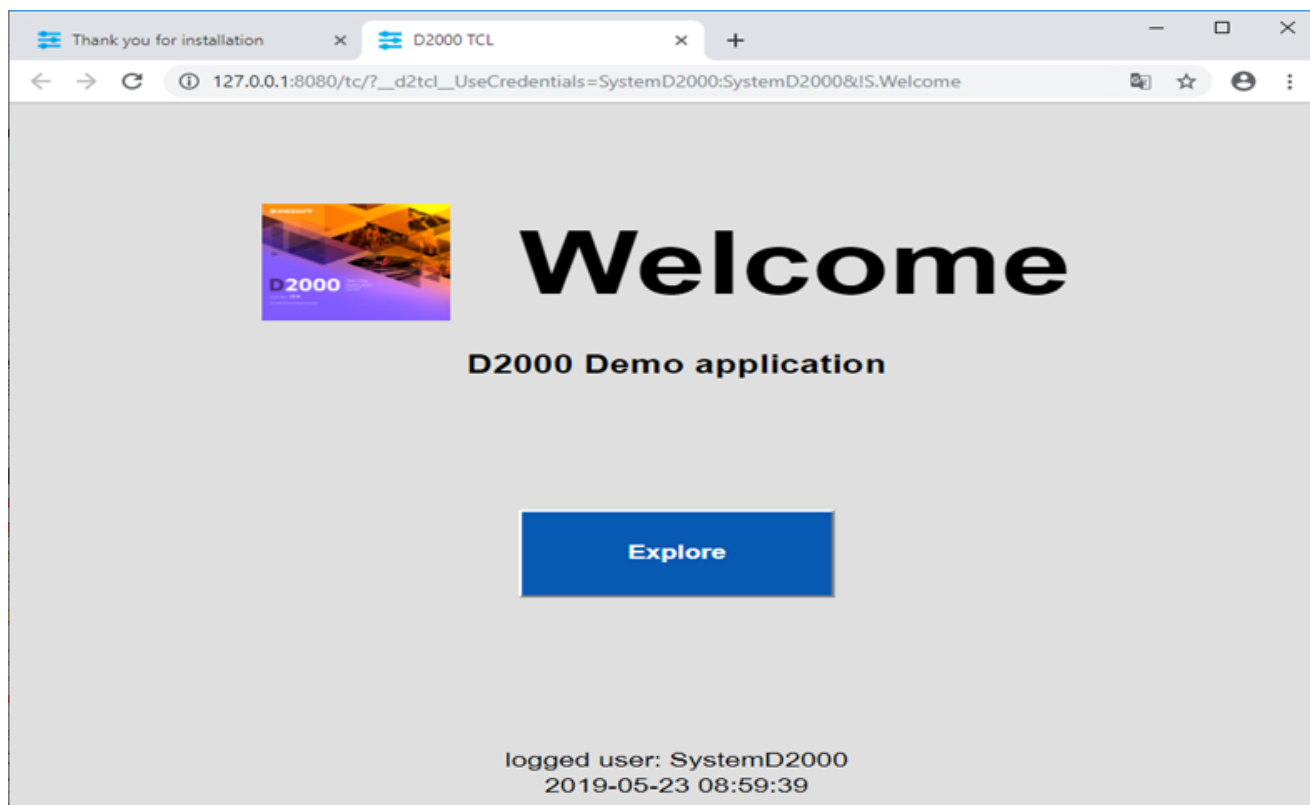 Thank you for installation
D2000 TCL
127.0.0.1:8080/tc/?__d2tcl__UseCredentials=SystemD2000:SystemD2000&!S.Welcome
IPESOFT
D2000
Welcome
D2000 Demo application
Explore
logged user: SystemD2000
2019-05-23 08:59:39